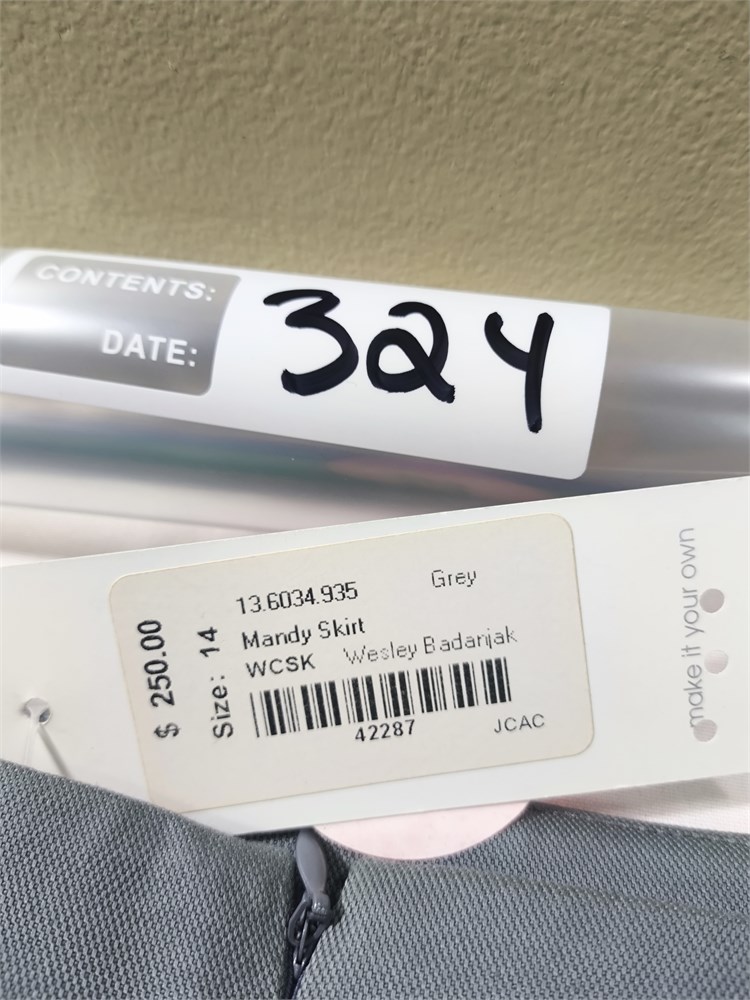 CONTENTS:
DATE:
324
13.6034.935
Grey
Mandy Skirt
WCSK
Wesley Badanjak
42287
JCAC
$ 250.00
Size: 14
make it your own